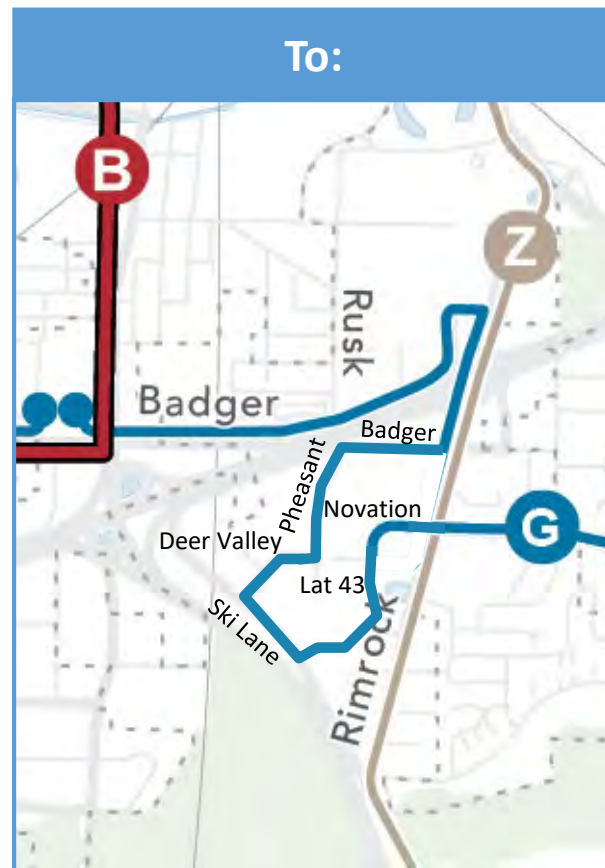 To:
B
Z
Rusk
Badger
Badger
Pheasant
Novation
G
Deer Valley
Lat 43
Ski Lane
Rimrock